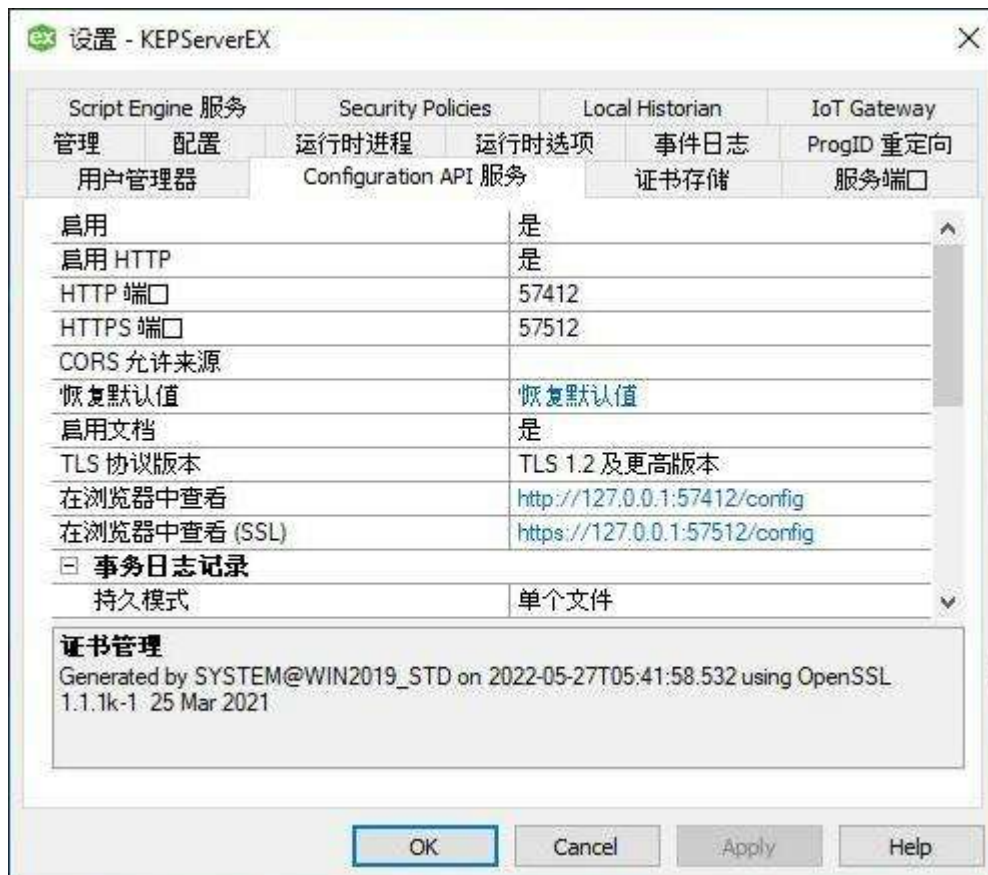 设置 - KEPServerEX
Script Engine 服务 Security Policies Local Historian IoT Gateway
管理 配置 运行时进程 运行时选项 事件日志 ProgID 重定向
用户管理器 Configuration API 服务 证书存储 服务端口
启用 是
启用 HTTP 是
HTTP 端口 57412
HTTPS 端口 57512
CORS 允许来源
恢复默认值 恢复默认值
启用文档 是
TLS 协议版本 TLS 1.2 及更高版本
在浏览器中查看 http://127.0.0.1:57412/config
在浏览器中查看 (SSL) https://127.0.0.1:57512/config
事务日志记录
持久模式 单个文件
证书管理
Generated by SYSTEM@WIN2019_STD on 2022-05-27T05:41:58.532 using OpenSSL
1.1.1k-1 25 Mar 2021
OK Cancel Apply Help